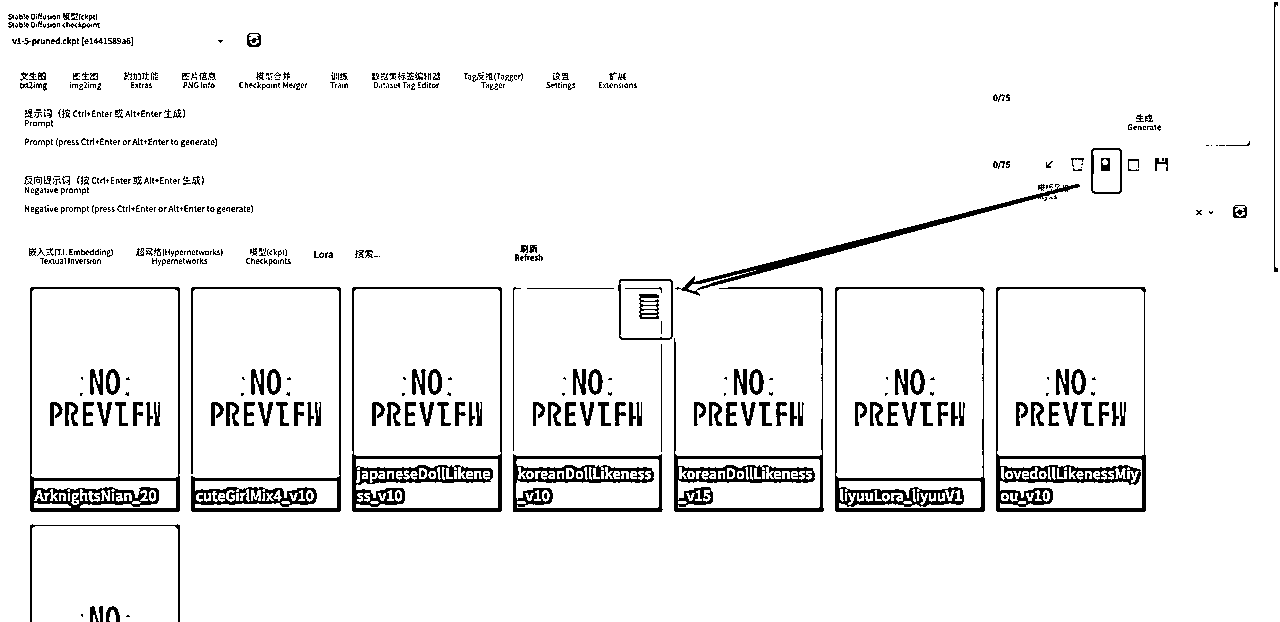 Stable Diffusion 模型(ckpt)
Stable Diffusion checkpoint
v1-5-pruned.ckpt [e1441589a6]
文生图 图生图 附加功能 图片信息 模型合并 训练 数据集标签编辑器 Tag反推(Tagger) 设置 扩展
txt2img img2img Extras PNG Info Checkpoint Merger Train Dataset Tag Editor Tagger Settings Extensions
0/75
提示词（按 Ctrl+Enter 或 Alt+Enter 生成）
Prompt
生成
Generate
Prompt (press Ctrl+Enter or Alt+Enter to generate)
0/75
反向提示词（按 Ctrl+Enter 或 Alt+Enter 生成）
Negative prompt
Negative prompt (press Ctrl+Enter or Alt+Enter to generate)
嵌入式(T.I. Embedding) 超网络(Hypernetworks) 模型(ckpt) Lora 搜索... 刷新
Textual Inversion Hypernetworks Checkpoints Refresh
NO NO NO NO NO NO NO
PREVIEW PREVIEW PREVIEW PREVIEW PREVIEW PREVIEW PREVIEW
ArknightsNian_20
cuteGirlMix4_v10
japaneseDollLikene
ss_v10
koreanDollLikeness
_v10
koreanDollLikeness
_v15
liyuuLora_liyuuV1
lovedollLikenessMiy
ou_v10
NO